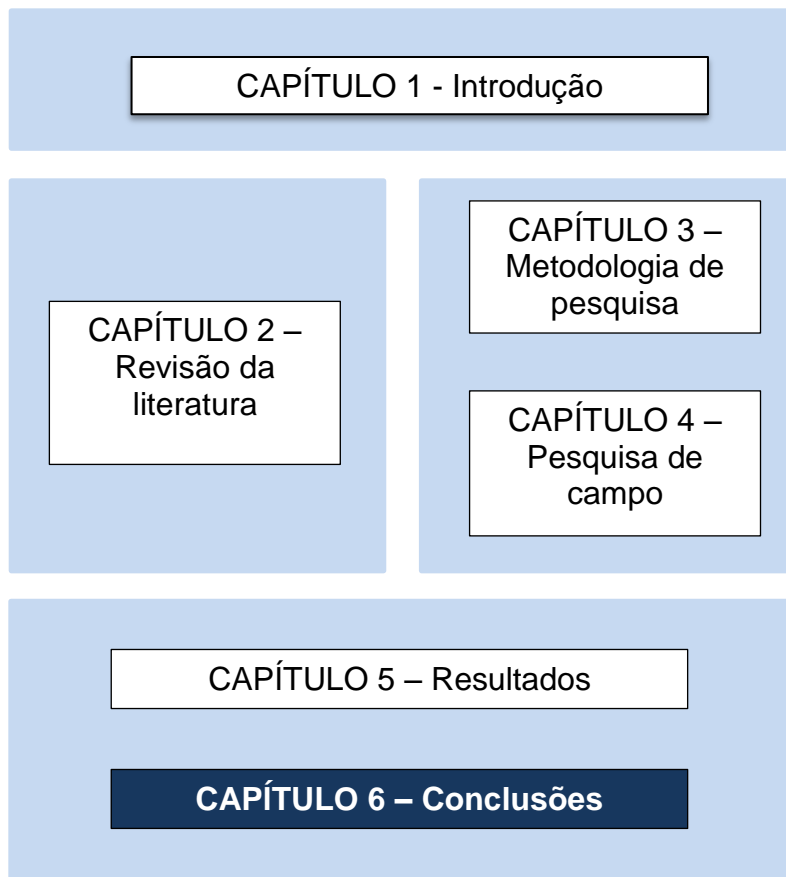 CAPÍTULO 1 - Introdução
CAPÍTULO 2 –
Revisão da
literatura
CAPÍTULO 3 –
Metodologia de
pesquisa
CAPÍTULO 4 –
Pesquisa de
campo
CAPÍTULO 5 – Resultados
CAPÍTULO 6 – Conclusões